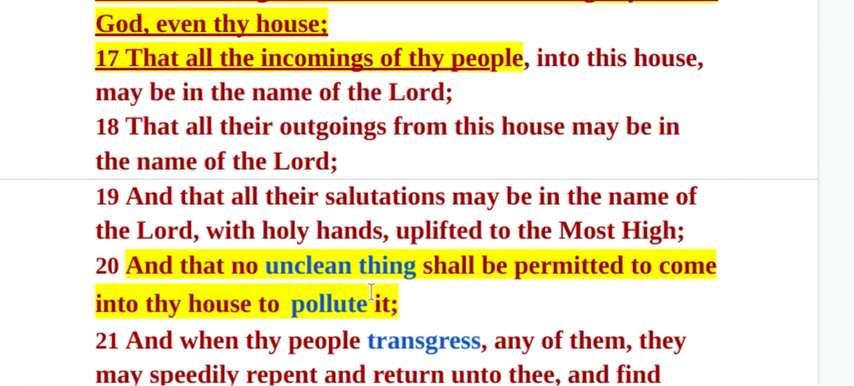 God, even thy house;
17 That all the incomings of thy people, into this house,
may be in the name of the Lord;
18 That all their outgoings from this house may be in
the name of the Lord;
19 And that all their salutations may be in the name of
the Lord, with holy hands, uplifted to the Most High;
20 And that no unclean thing shall be permitted to come
into thy house to pollute it;
21 And when thy people transgress, any of them, they
may speedily repent and return unto thee, and find